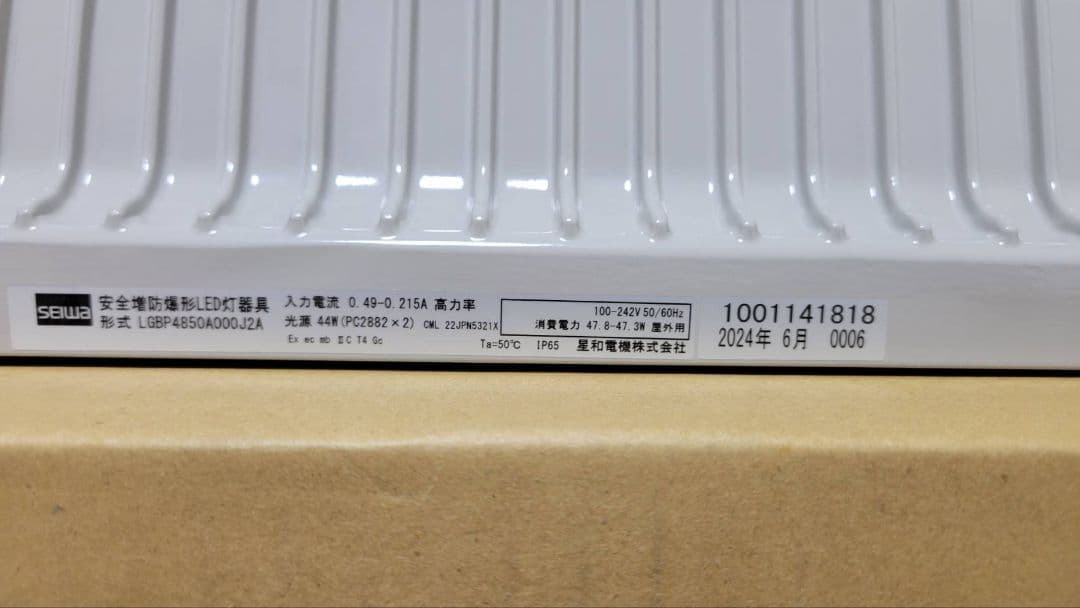 SEIWA
安全増防爆形LED灯器具
形式 LGBP4850A000J2A
入力電流 0.49-0.215A 高力率
光源 44W(PC2882×2) CML 22JPN5321X
Ex ec mb ⅡC T4 Gc
100-242V 50/60Hz
消費電力 47.8-47.3W 屋外用
Ta=50℃ IP65 星和電機株式会社
1001141818
2024年 6月 0006